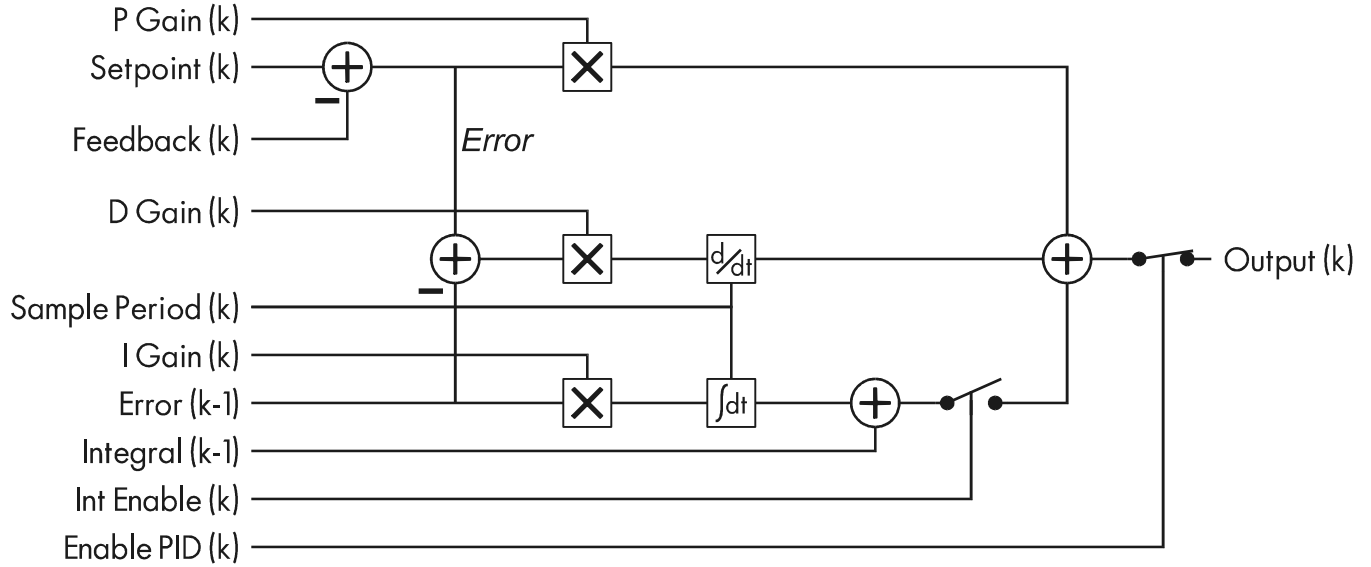 P Gain (k)
Setpoint (k)
Feedback (k)
Error
D Gain (k)
d/dt
Output (k)
Sample Period (k)
I Gain (k)
Error (k-1)
∫dt
Integral (k-1)
Int Enable (k)
Enable PID (k)